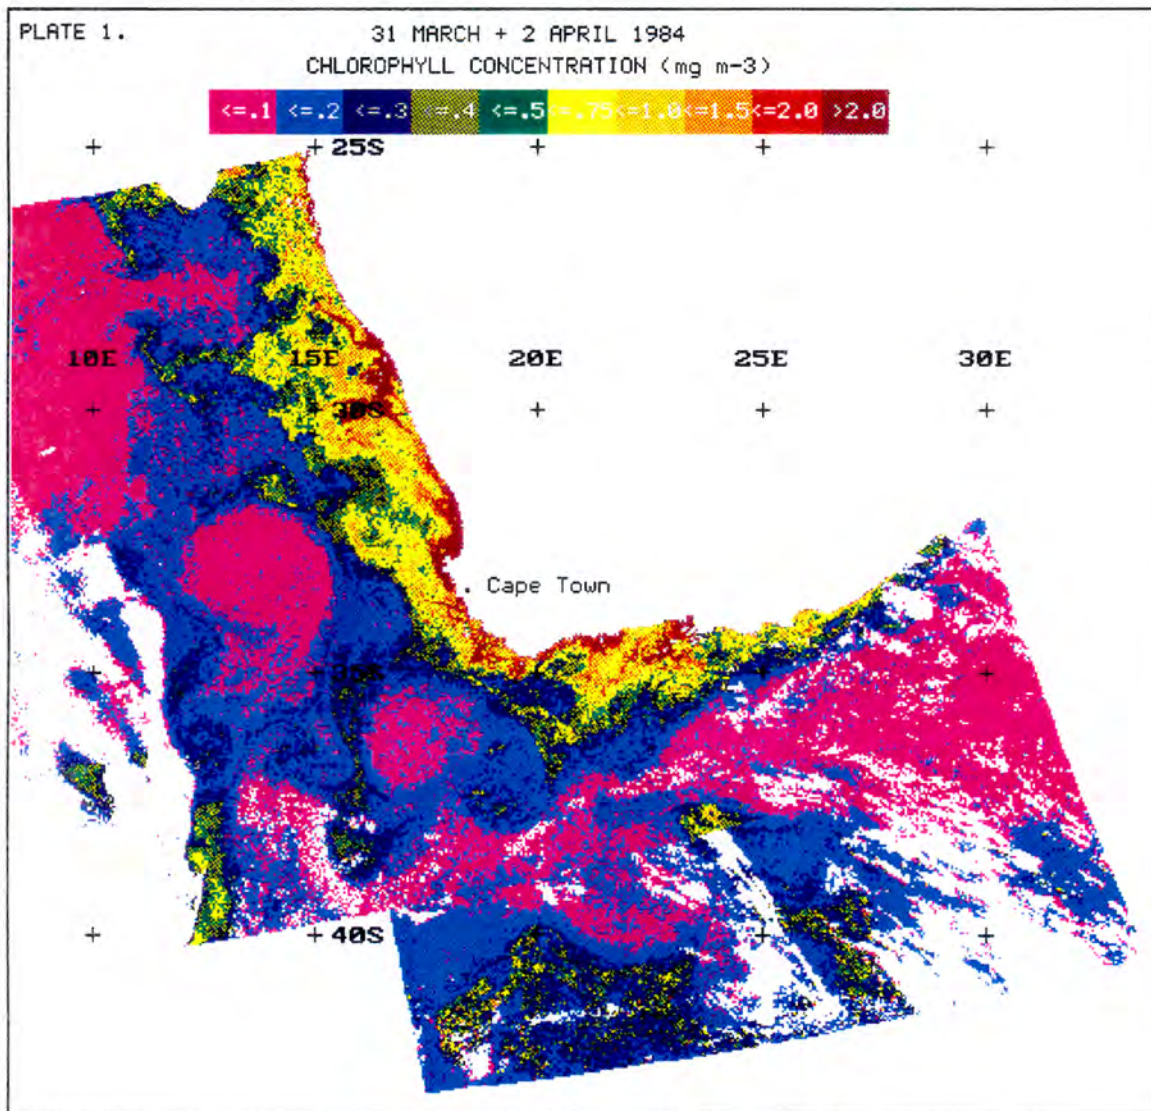 PLATE 1.
31 MARCH + 2 APRIL 1984
CHLOROPHYLL CONCENTRATION (mg m-3)
<=.1 <=.2 <=.3 <=.4 <=.5 <=.75 <=1.0 <=1.5 <=2.0 >2.0
25S
10E 15E 20E 25E 30E
30S
. Cape Town
35S
40S